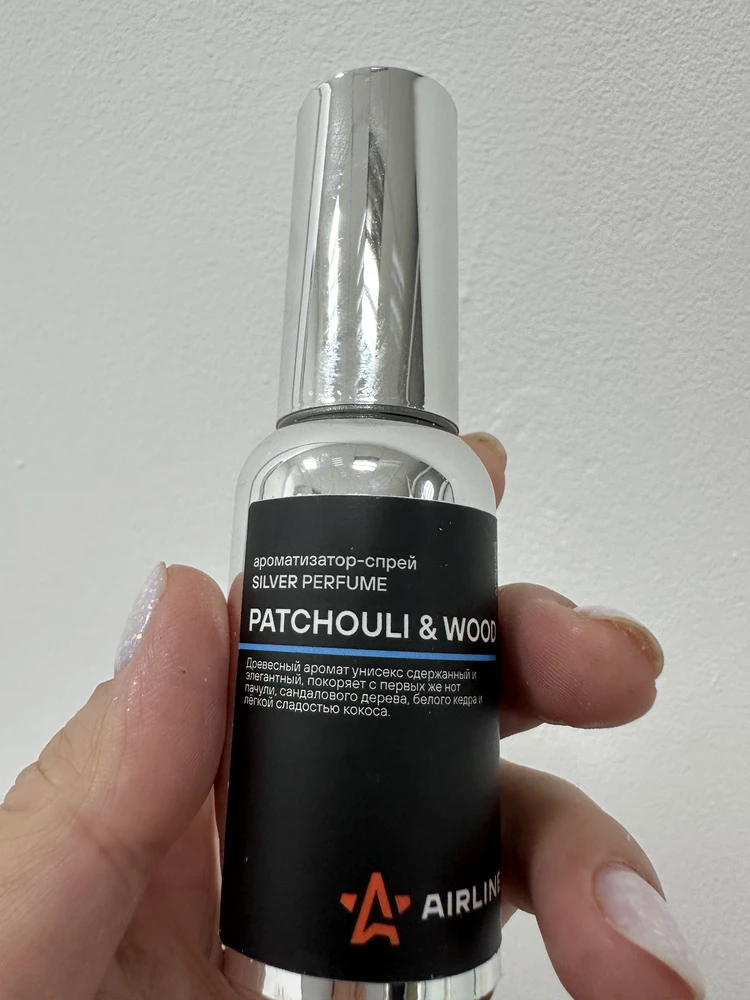 ароматизатор-спрей
SILVER PERFUME
PATCHOULI & WOOD
Древесный аромат унисекс сдержанный и
элегантный, покоряет с первых же нот
пачули, сандалового дерева, белого кедра и
лёгкой сладостью кокоса.
AIRLINE